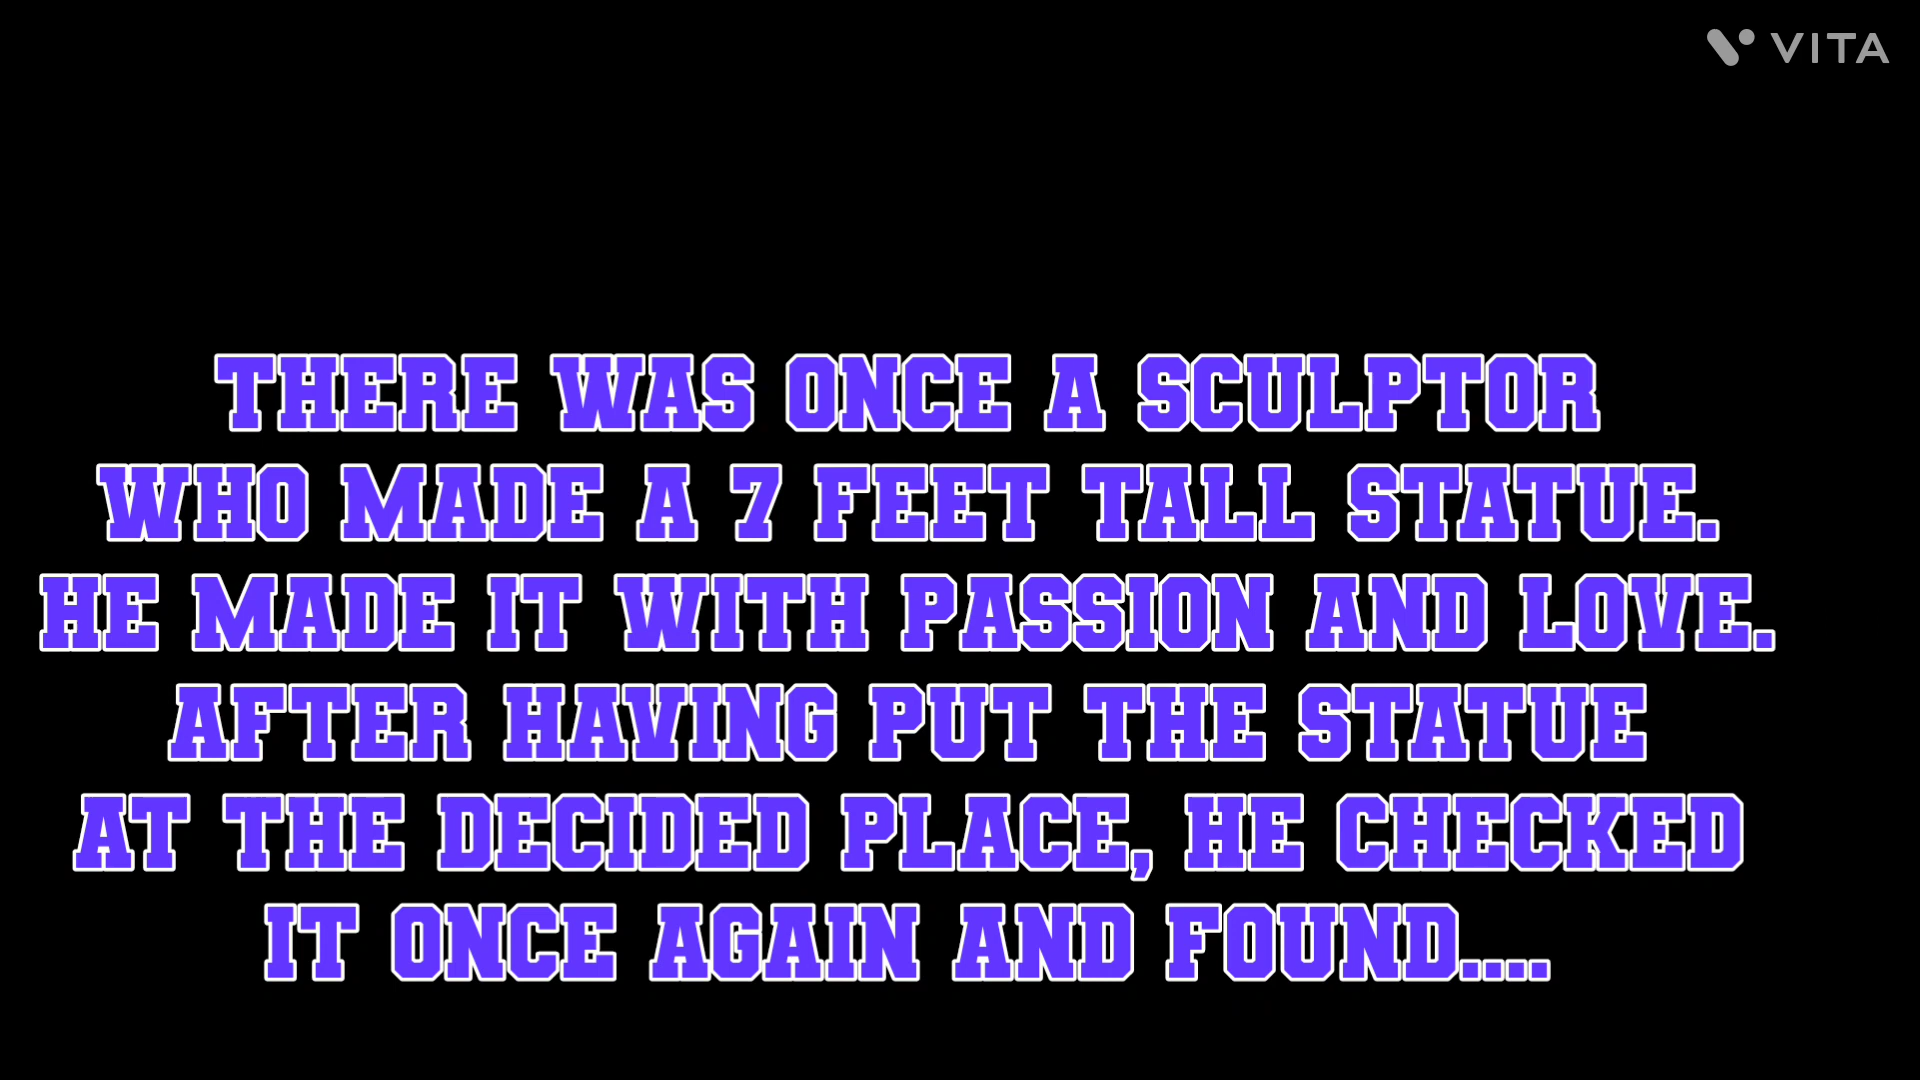 VITA
THERE WAS ONCE A SCULPTOR
WHO MADE A 7 FEET TALL STATUE.
HE MADE IT WITH PASSION AND LOVE.
AFTER HAVING PUT THE STATUE
AT THE DECIDED PLACE, HE CHECKED
IT ONCE AGAIN AND FOUND....